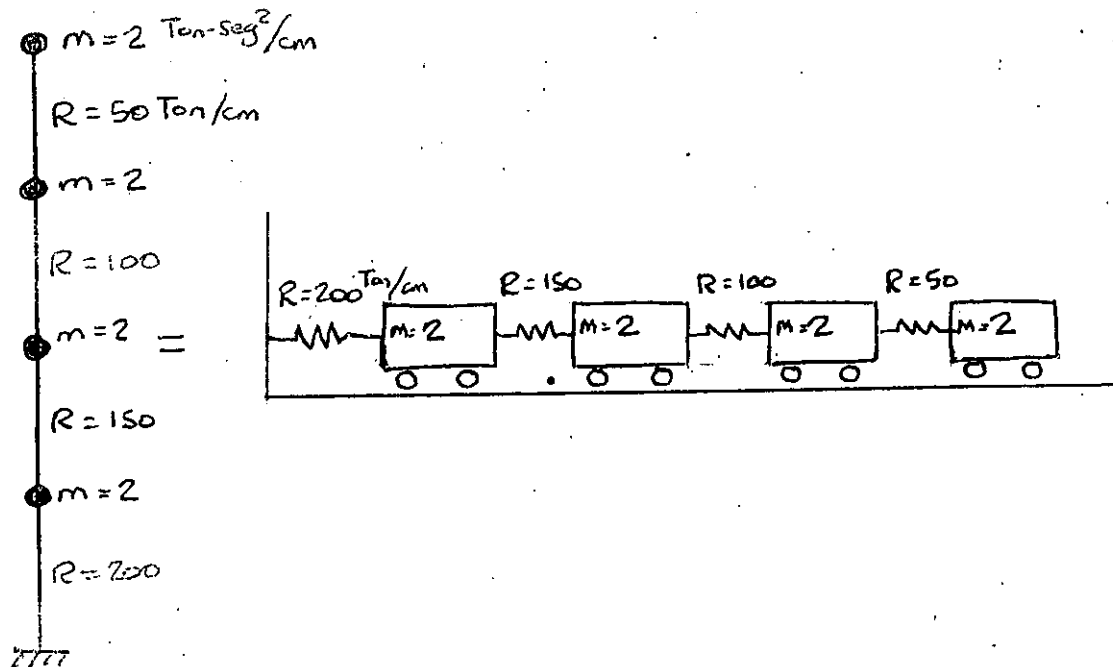 m=2 Ton-seg²/cm
R=50 Ton/cm
m=2
R=100
m=2 =
R=150
m=2
R=200
R=200 Ton/cm
R=150
R=100
R=50
m=2
m=2
m=2
m=2